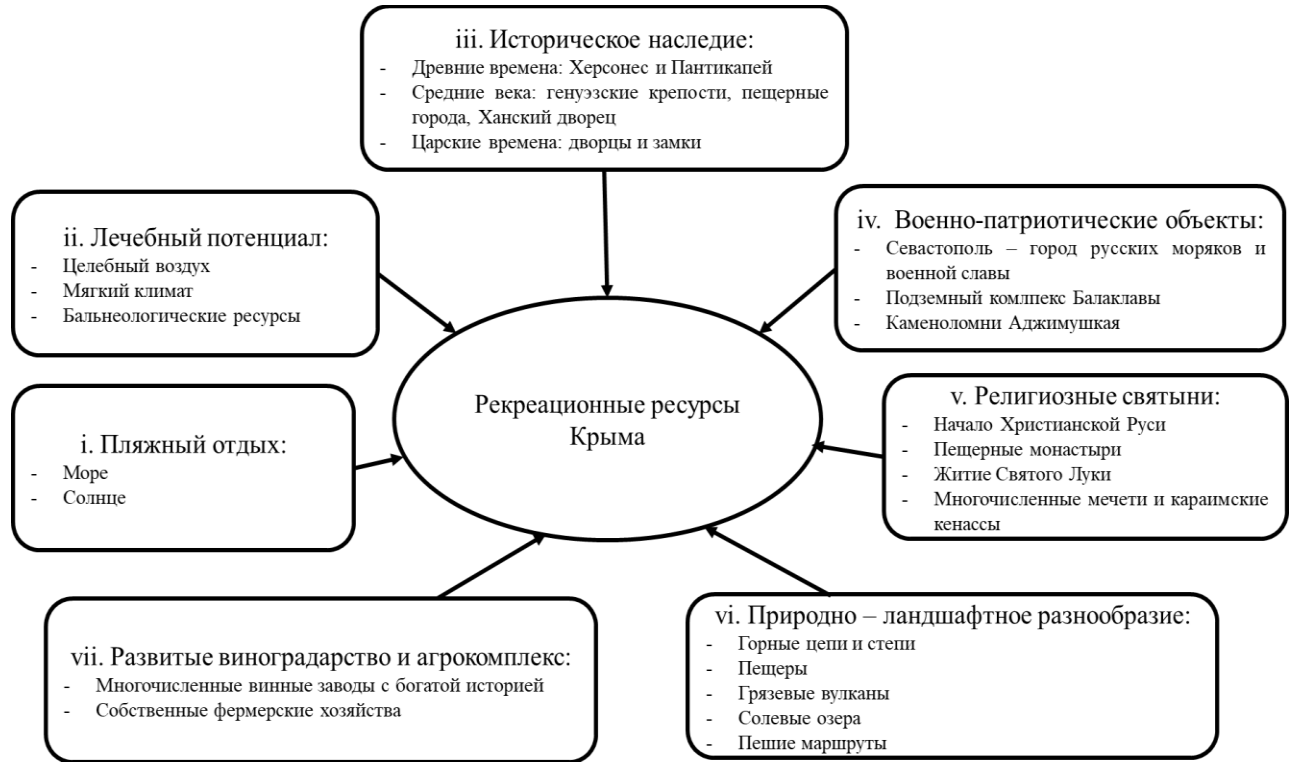 iii. Историческое наследие:
- Древние времена: Херсонес и Пантикапей
- Средние века: генуэзские крепости, пещерные
города, Ханский дворец
- Царские времена: дворцы и замки
ii. Лечебный потенциал:
- Целебный воздух
- Мягкий климат
- Бальнеологические ресурсы
iv. Военно-патриотические объекты:
- Севастополь – город русских моряков и
военной славы
- Подземный комлпекс Балаклавы
- Каменоломни Аджимушкая
Рекреационные ресурсы
Крыма
i. Пляжный отдых:
- Море
- Солнце
v. Религиозные святыни:
- Начало Христианской Руси
- Пещерные монастыри
- Житие Святого Луки
- Многочисленные мечети и караимские
кенассы
vii. Развитые виноградарство и агрокомплекс:
- Многочисленные винные заводы с богатой историей
- Собственные фермерские хозяйства
vi. Природно – ландшафтное разнообразие:
- Горные цепи и степи
- Пещеры
- Грязевые вулканы
- Солевые озера
- Пешие маршруты